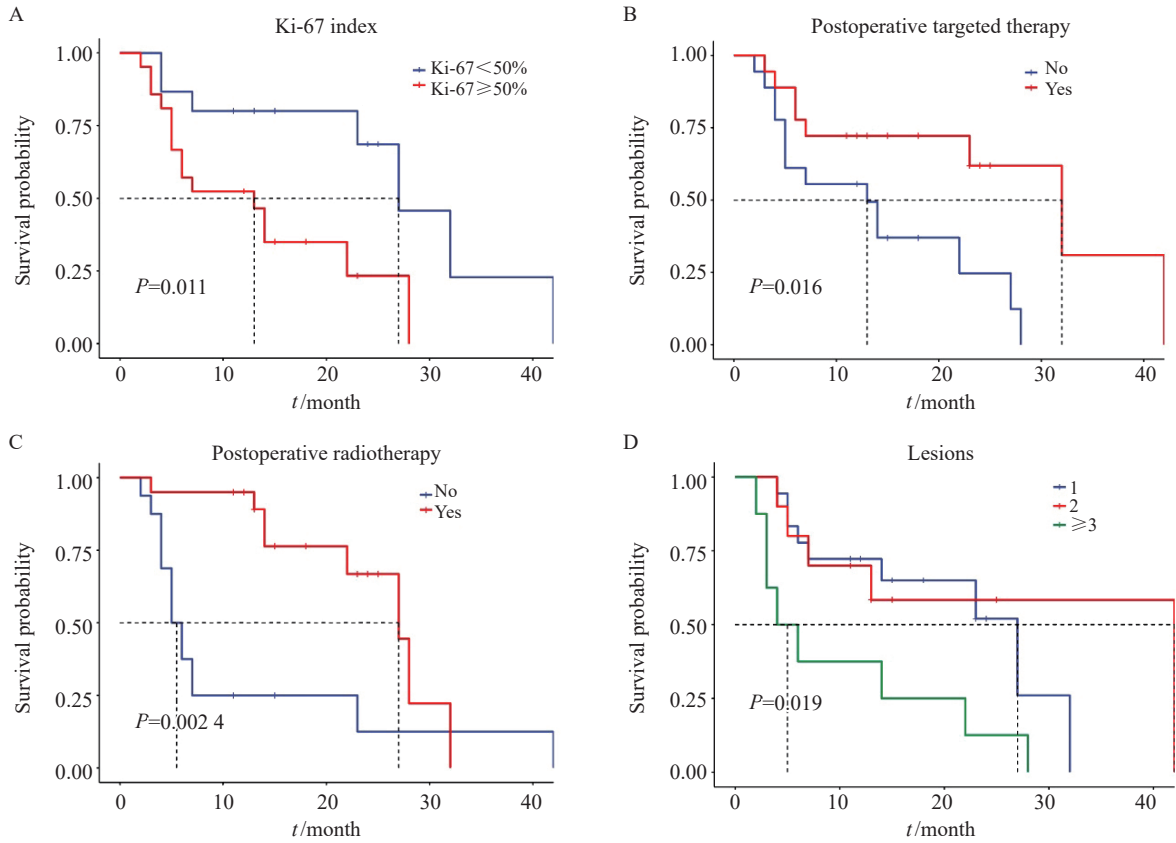 A
Ki-67 index
1.00
0.75
0.50
0.25
0.00
Survival probability
Ki-67<50%
Ki-67⩾50%
P=0.011
0
10
20
30
40
t/month
B
Postoperative targeted therapy
1.00
0.75
0.50
0.25
0.00
Survival probability
No
Yes
P=0.016
0
10
20
30
40
t/month
C
Postoperative radiotherapy
1.00
0.75
0.50
0.25
0.00
Survival probability
No
Yes
P=0.002 4
0
10
20
30
40
t/month
D
Lesions
1.00
0.75
0.50
0.25
0.00
Survival probability
1
2
⩾3
P=0.019
0
10
20
30
40
t/month